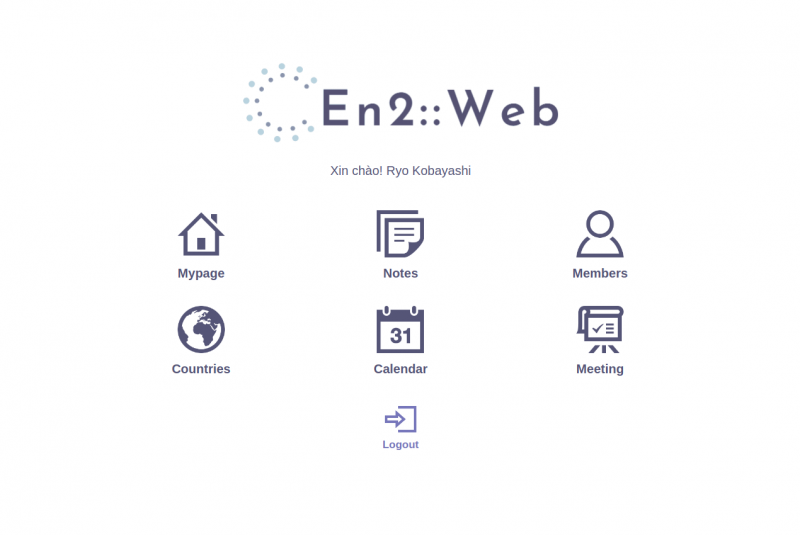 En2::Web
Xin chào! Ryo Kobayashi
Mypage
Notes
Members
31
Countries
Calendar
Meeting
Logout